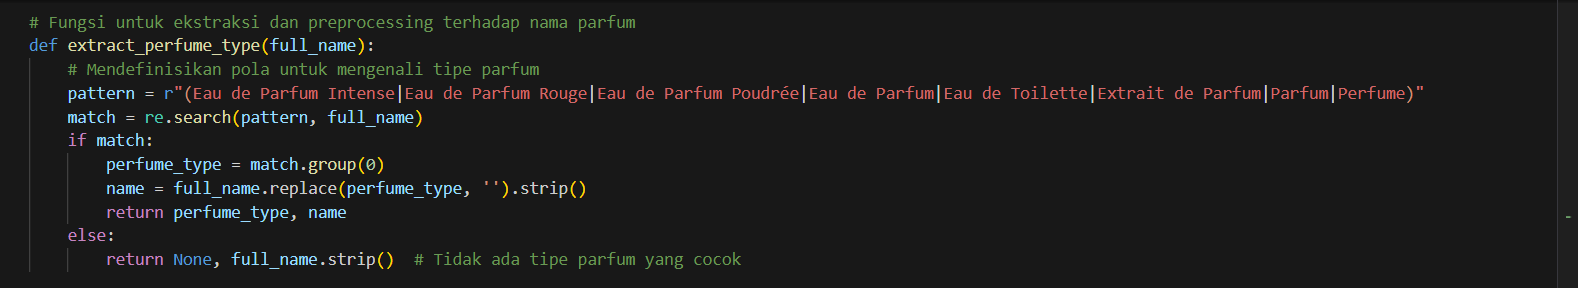 # Fungsi untuk ekstraksi dan preprocessing terhadap nama parfum
def extract_perfume_type(full_name):
    # Mendefinisikan pola untuk mengenali tipe parfum
    pattern = r"(Eau de Parfum Intense|Eau de Parfum Rouge|Eau de Parfum Poudrée|Eau de Parfum|Eau de Toilette|Extrait de Parfum|Parfum|Perfume)"
    match = re.search(pattern, full_name)
    if match:
        perfume_type = match.group(0)
        name = full_name.replace(perfume_type, '').strip()
        return perfume_type, name
    else:
        return None, full_name.strip()  # Tidak ada tipe parfum yang cocok